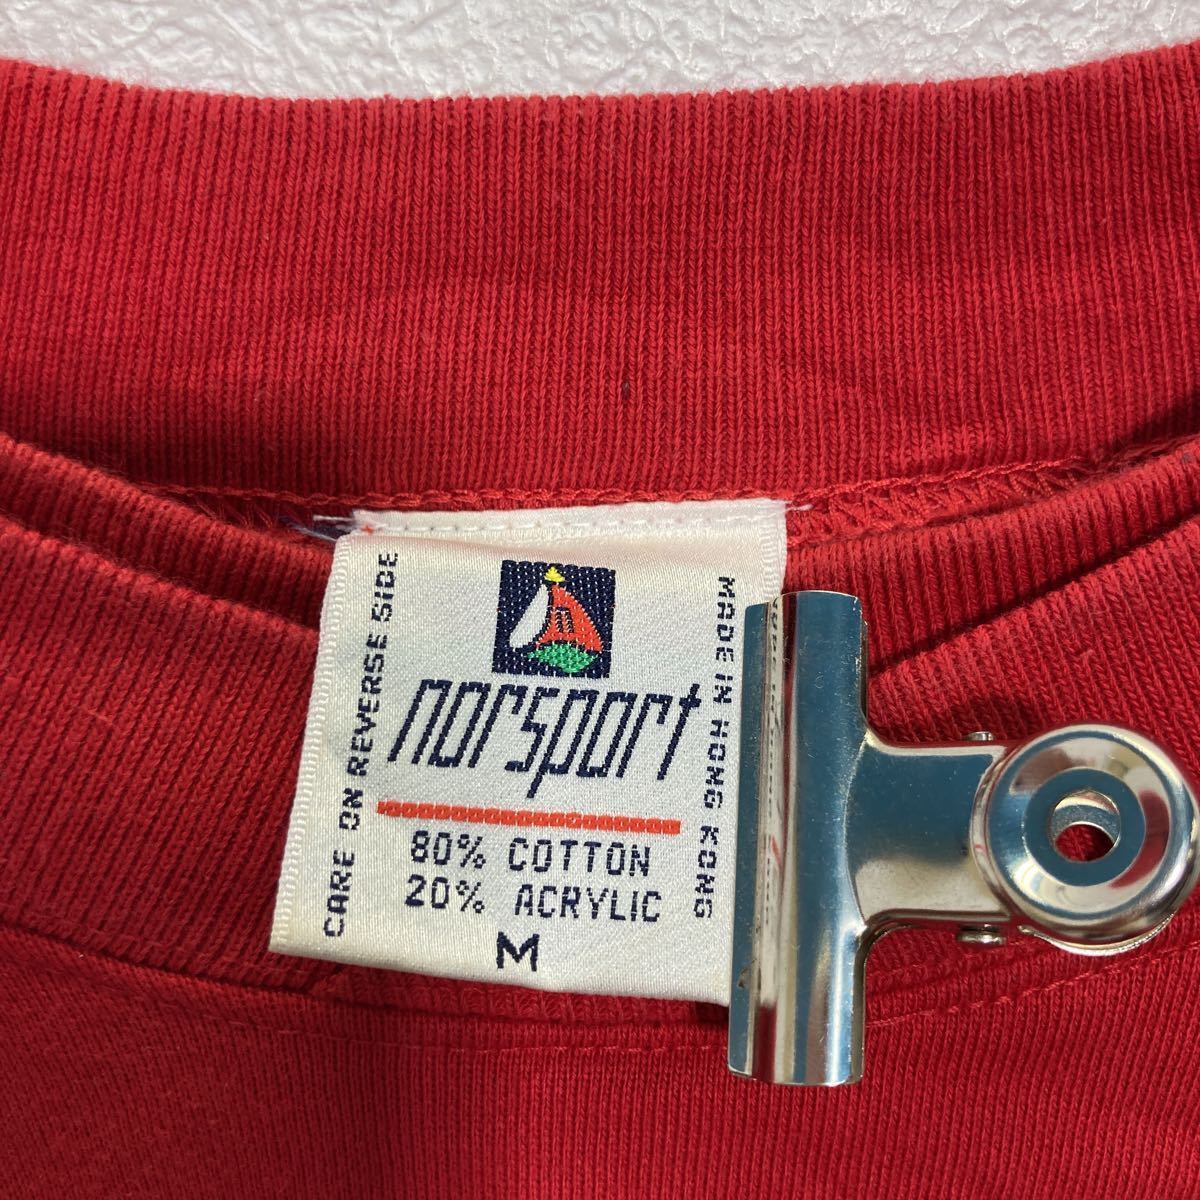 norsport
80% COTTON
20% ACRYLIC
M
CARE ON REVERSE SIDE
MADE IN HONG KONG